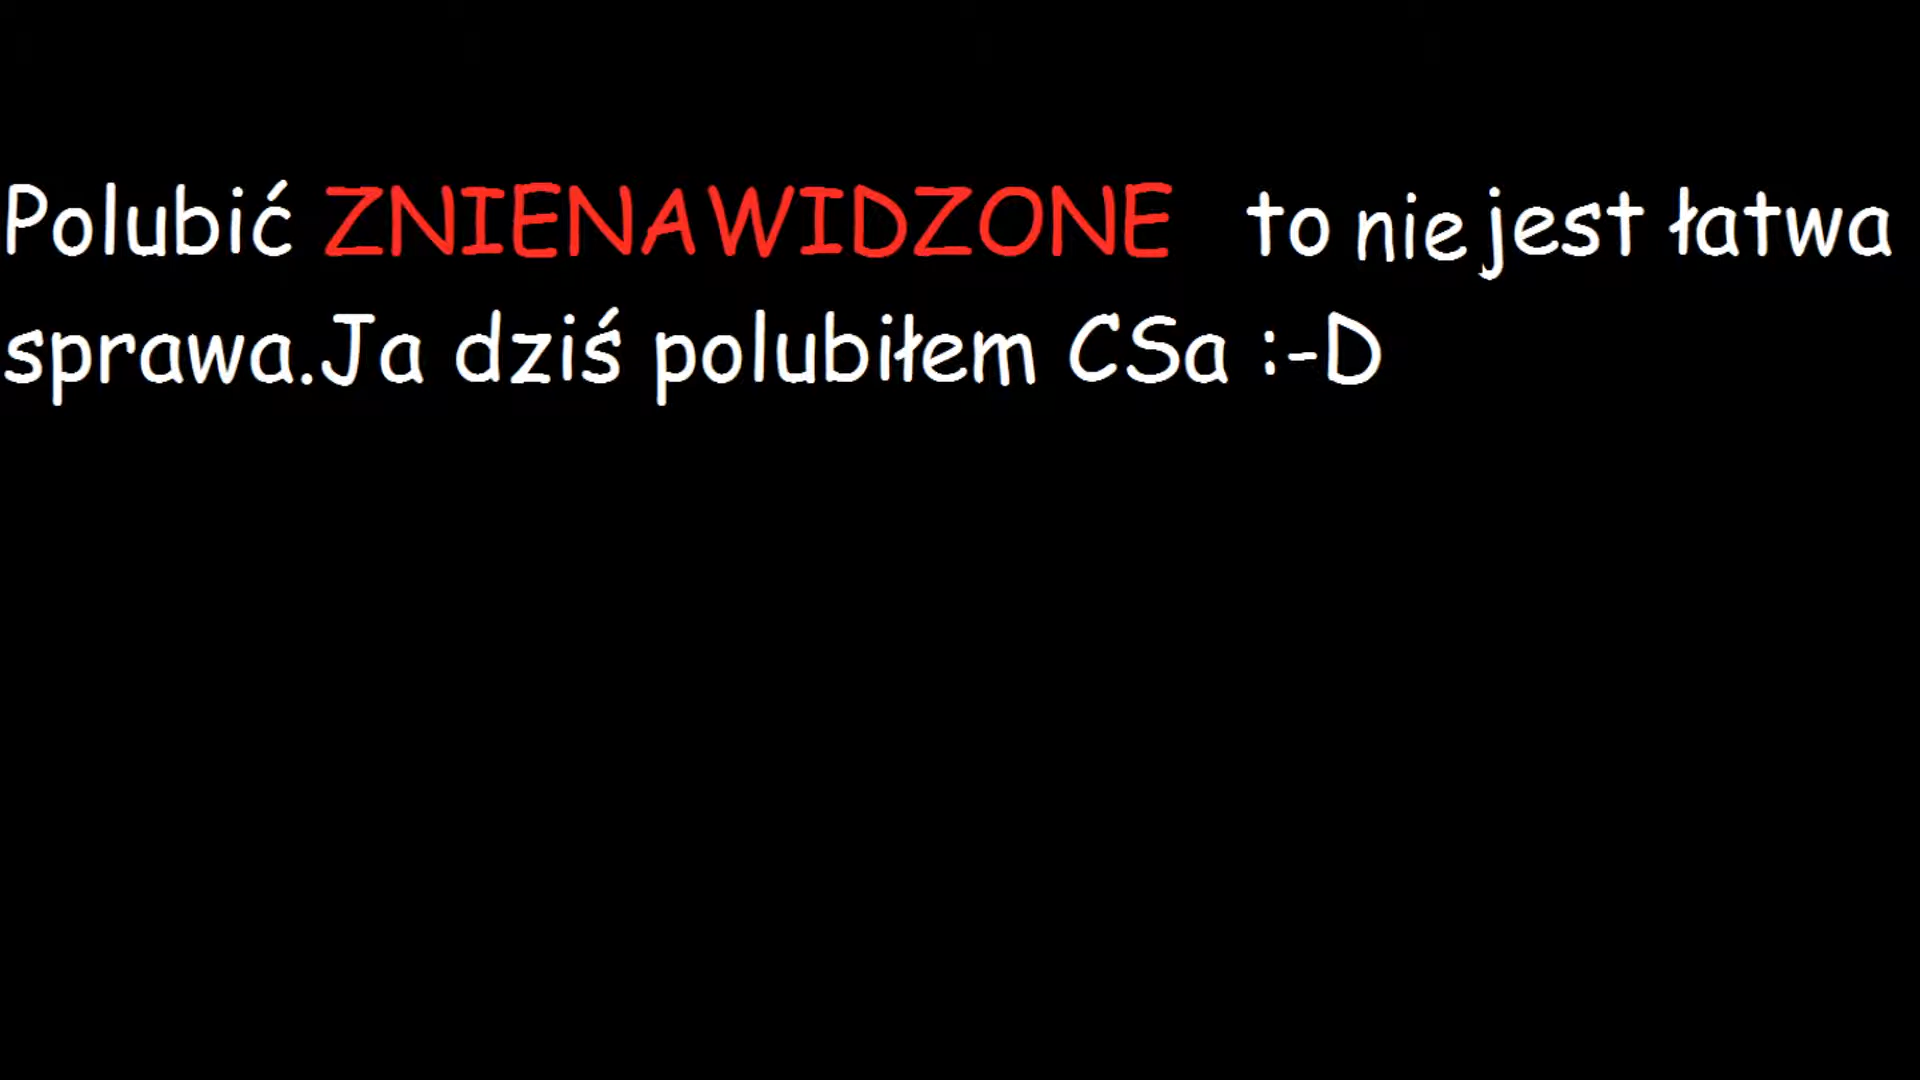 Polubić ZNIENAWIDZONE to nie jest łatwa
sprawa.Ja dziś polubiłem CSa :-D